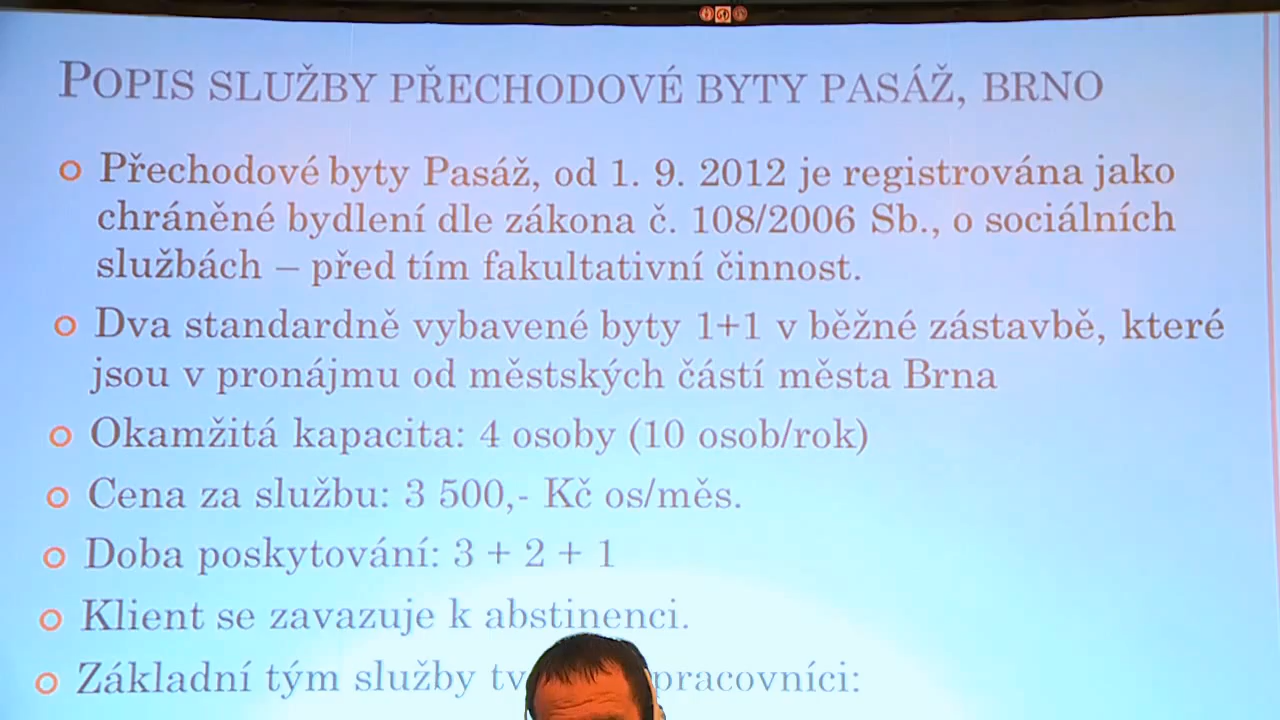 POPIS SLUŽBY PŘECHODOVÉ BYTY PASÁŽ, BRNO
Přechodové byty Pasáž, od 1. 9. 2012 je registrována jako
chráněné bydlení dle zákona č. 108/2006 Sb., o sociálních
službách – před tím fakultativní činnost.
Dva standardně vybavené byty 1+1 v běžné zástavbě, které
jsou v pronájmu od městských částí města Brna
Okamžitá kapacita: 4 osoby (10 osob/rok)
Cena za službu: 3 500,- Kč os/měs.
Doba poskytování: 3 + 2 + 1
Klient se zavazuje k abstinenci.
Základní tým služby pracovníci: